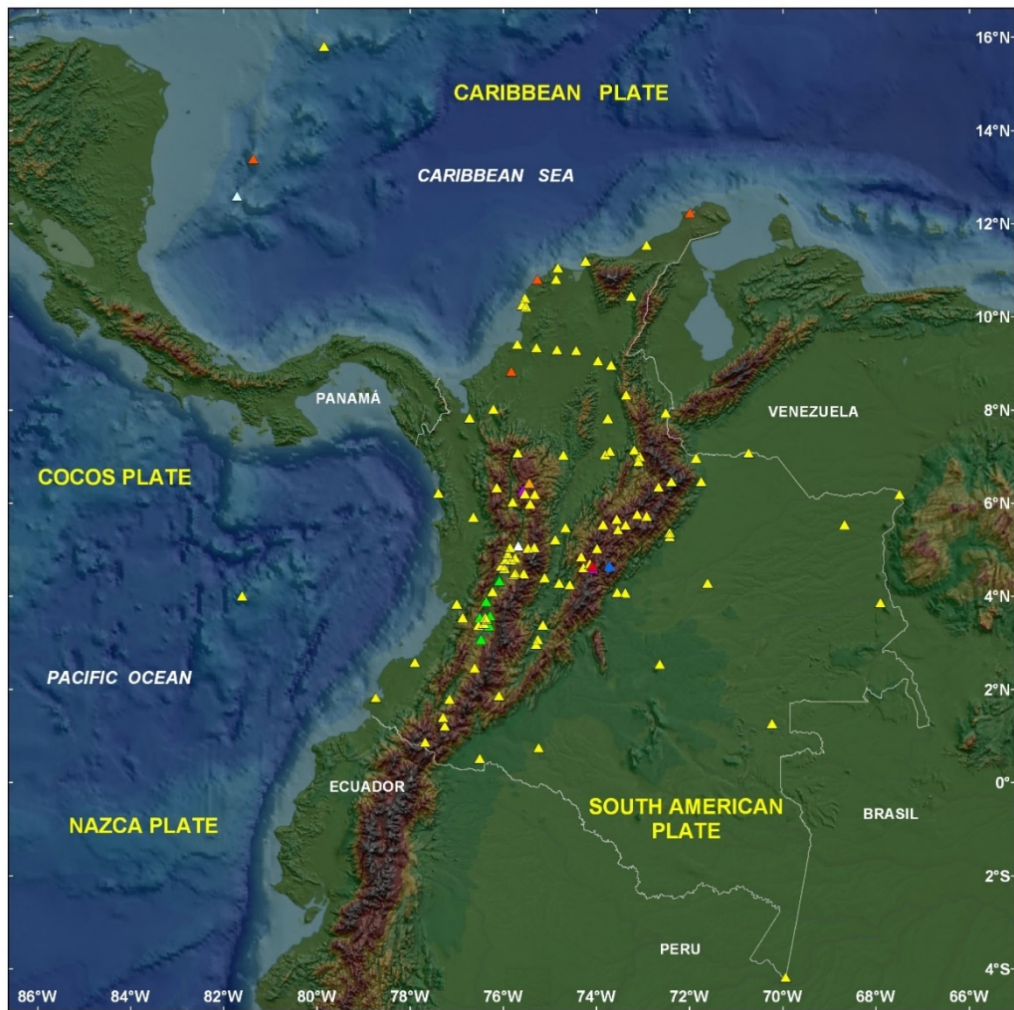 16°N
CARIBBEAN PLATE
14°N
CARIBBEAN SEA
12°N
10°N
PANAMÁ
8°N
VENEZUELA
COCOS PLATE
6°N
4°N
PACIFIC OCEAN
2°N
ECUADOR
0°
SOUTH AMERICAN
PLATE
NAZCA PLATE
BRASIL
2°S
PERU
4°S
86°W 84°W 82°W 80°W 78°W 76°W 74°W 72°W 70°W 68°W 66°W